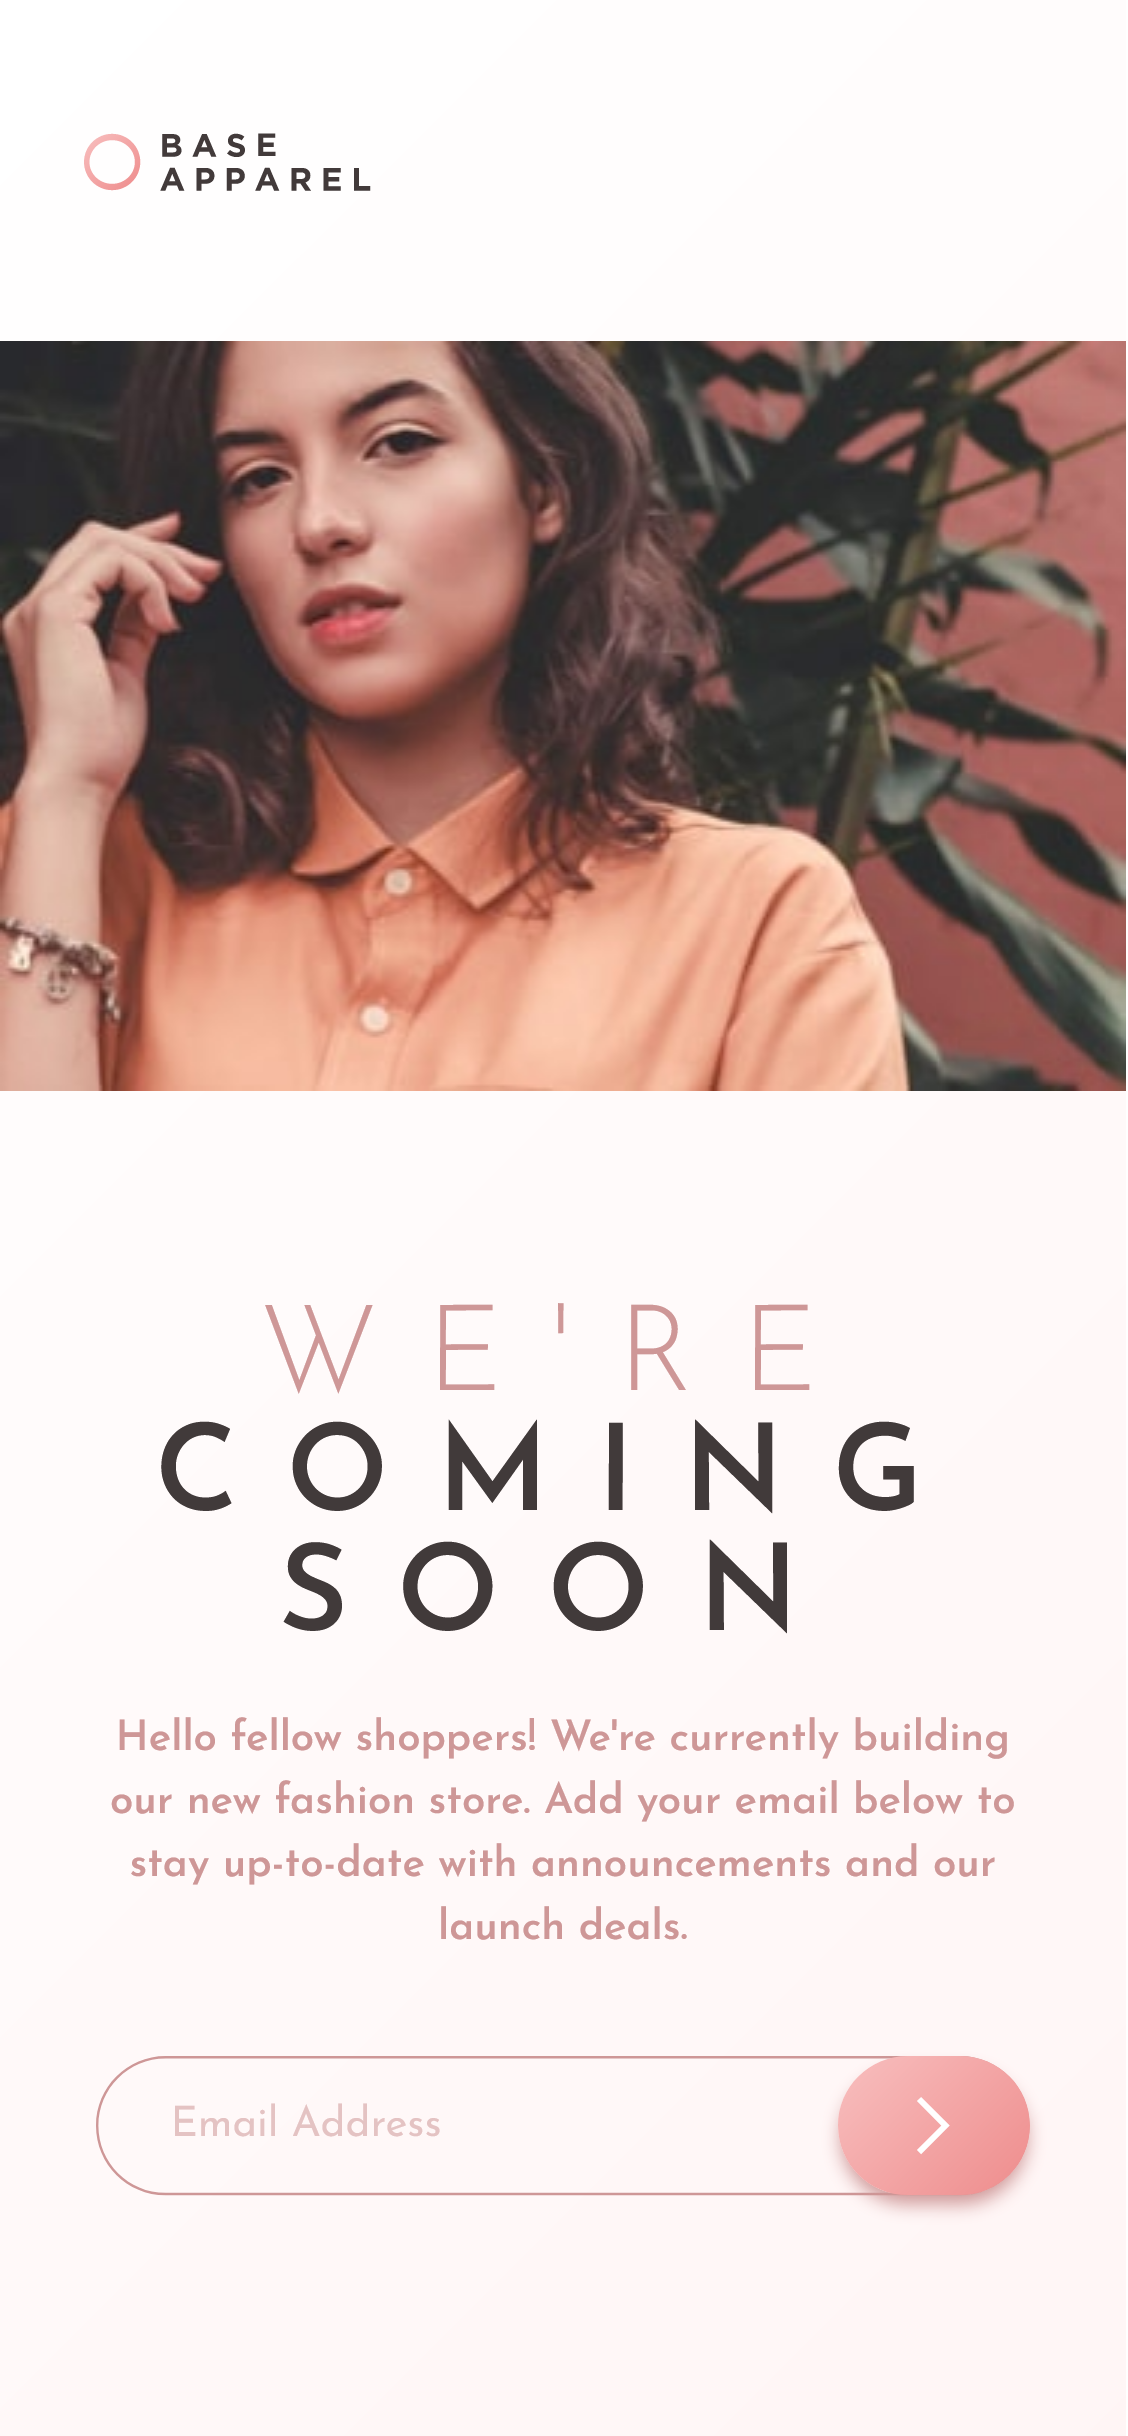 BASE
APPAREL
WE'RE
COMING
SOON
Hello fellow shoppers! We're currently building
our new fashion store. Add your email below to
stay up-to-date with announcements and our
launch deals.
Email Address